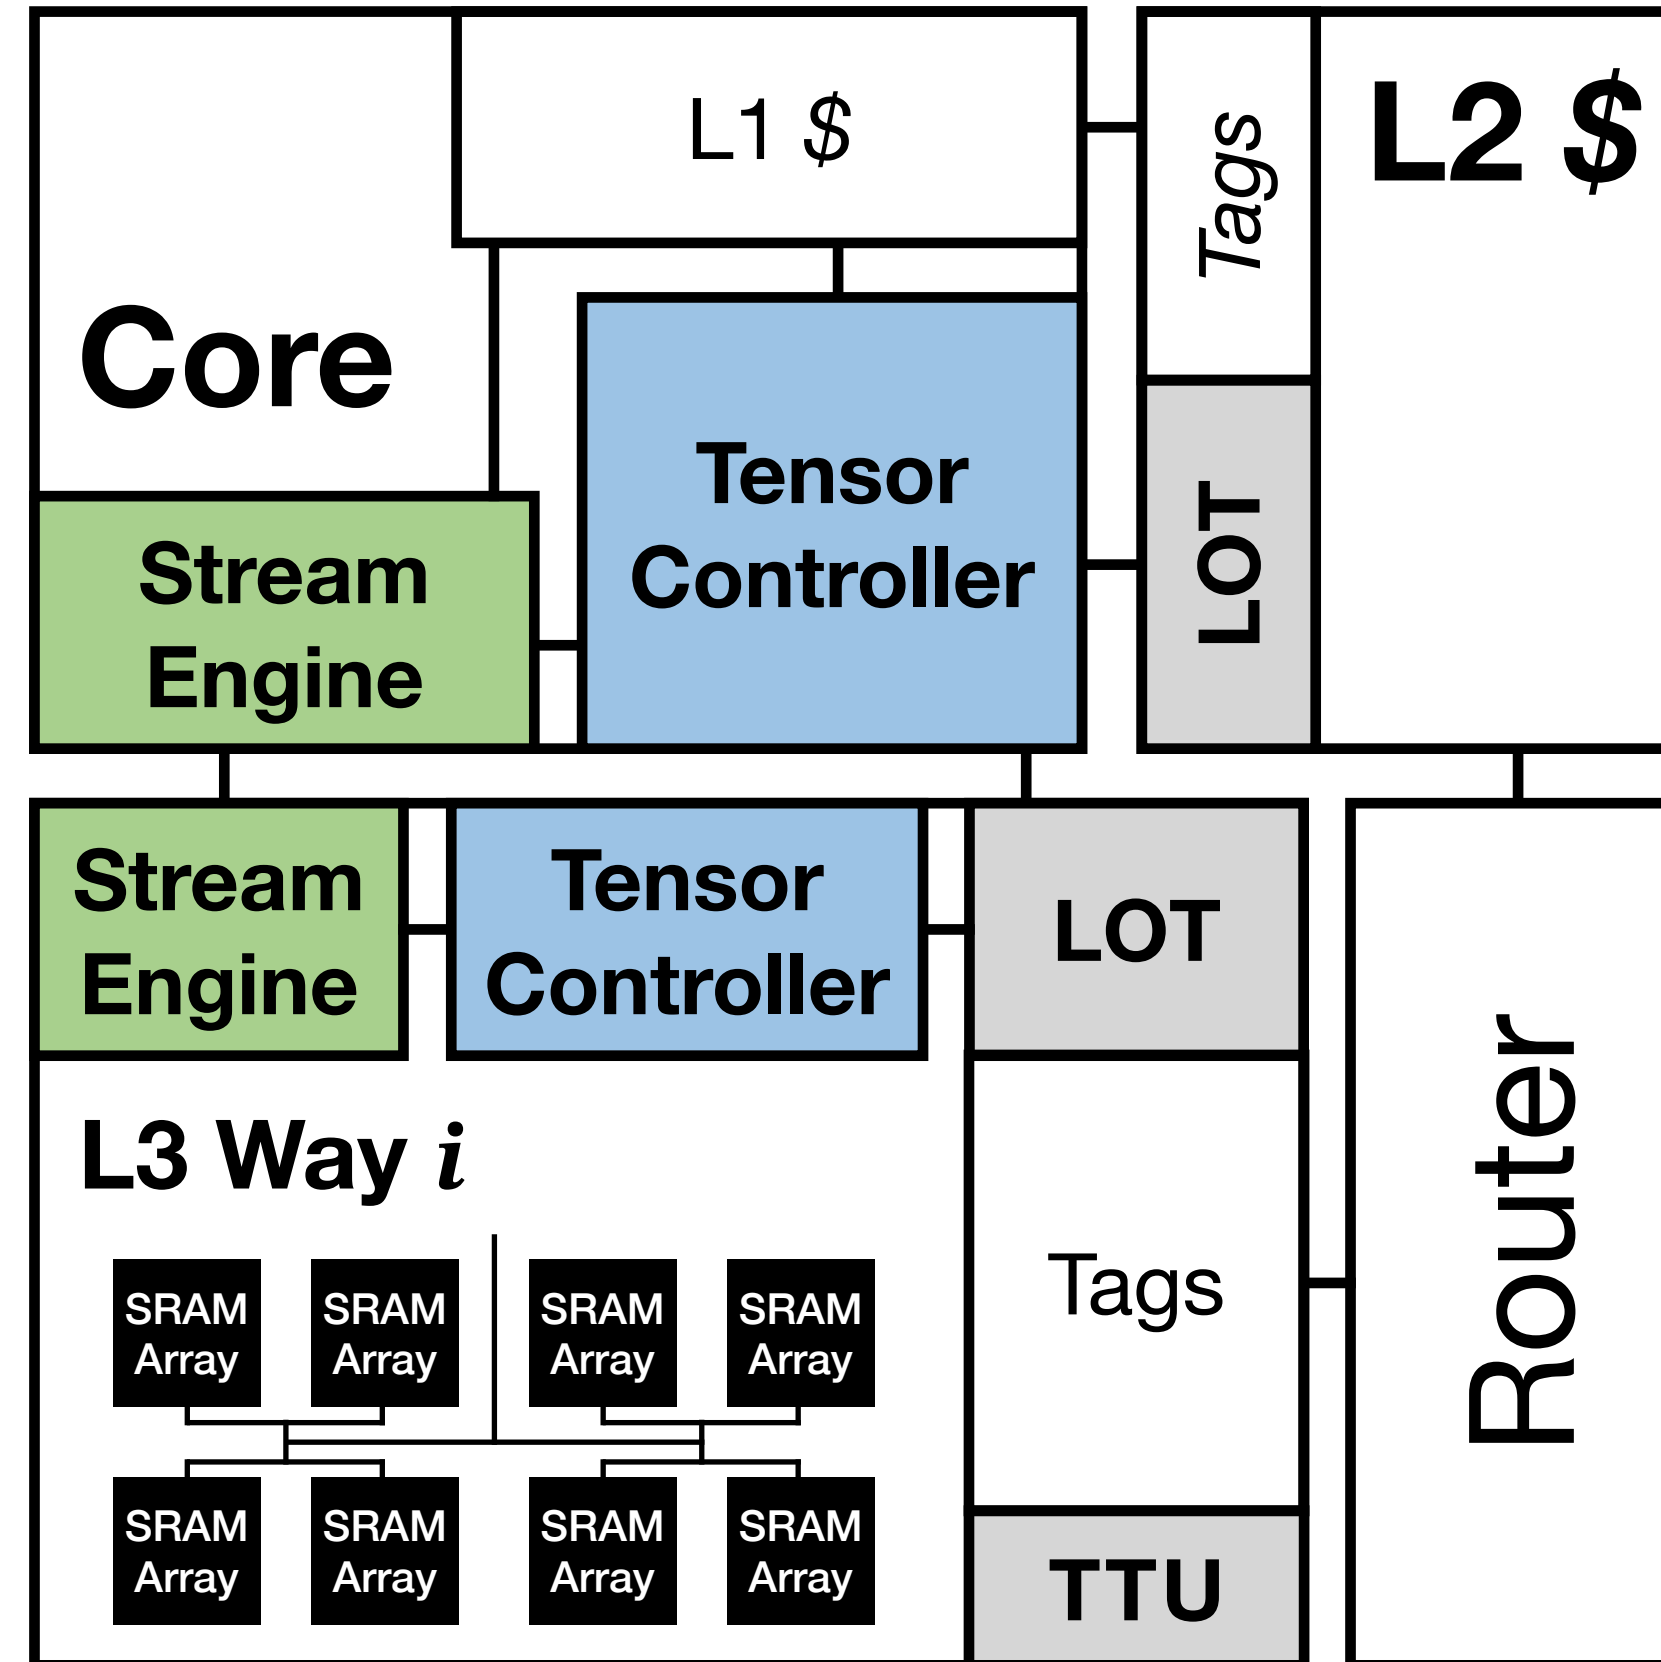 L1 $
Tags
L2 $
Core
Tensor
Controller
LOT
Stream
Engine
Stream
Engine
Tensor
Controller
LOT
L3 Way i
Tags
Router
SRAM
Array
SRAM
Array
SRAM
Array
SRAM
Array
SRAM
Array
SRAM
Array
SRAM
Array
SRAM
Array
TTU